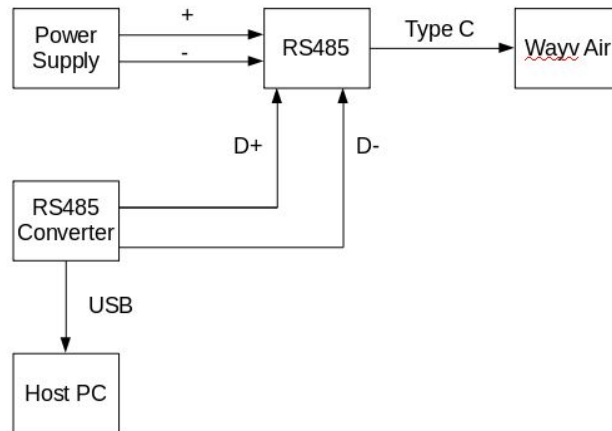 +
Power
Supply
-
RS485
Type C
Wayv Air
D+
D-
RS485
Converter
USB
Host PC